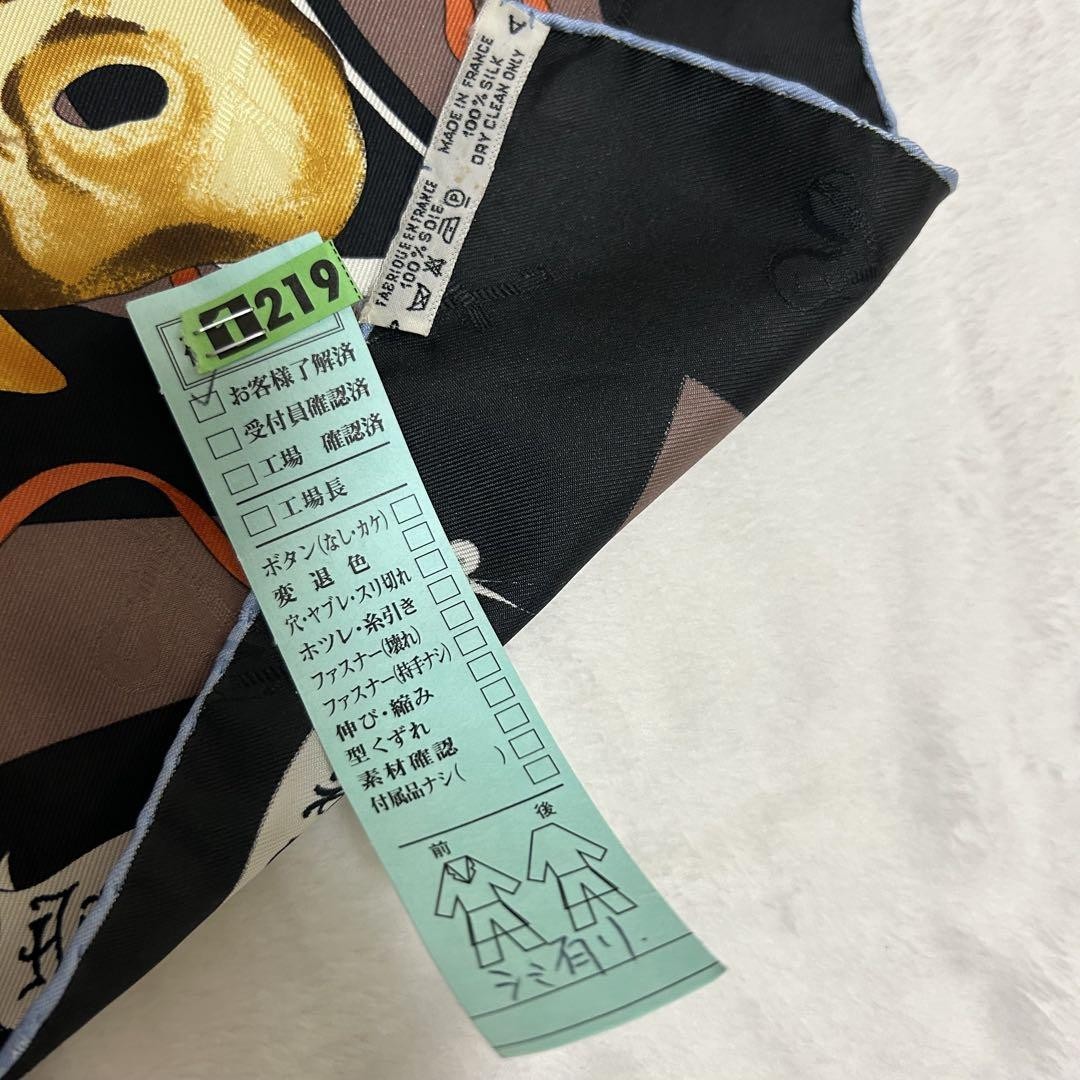 FABRIQUE EN FRANCE MADE IN FRANCE
100% SOIE 100% SILK
DRY CLEAN ONLY
A
P
1219
お客様了解済
受付員確認済
工場 確認済
工場長
ボタン(なし・カケ)
変退色
穴・ヤブレ・スリ切れ
ホツレ・糸引き
ファスナー(壊れ)
ファスナー(持手ナシ)
伸び・縮み
型くずれ
素材確認
付属品ナシ( )
前
後
シミ有り.